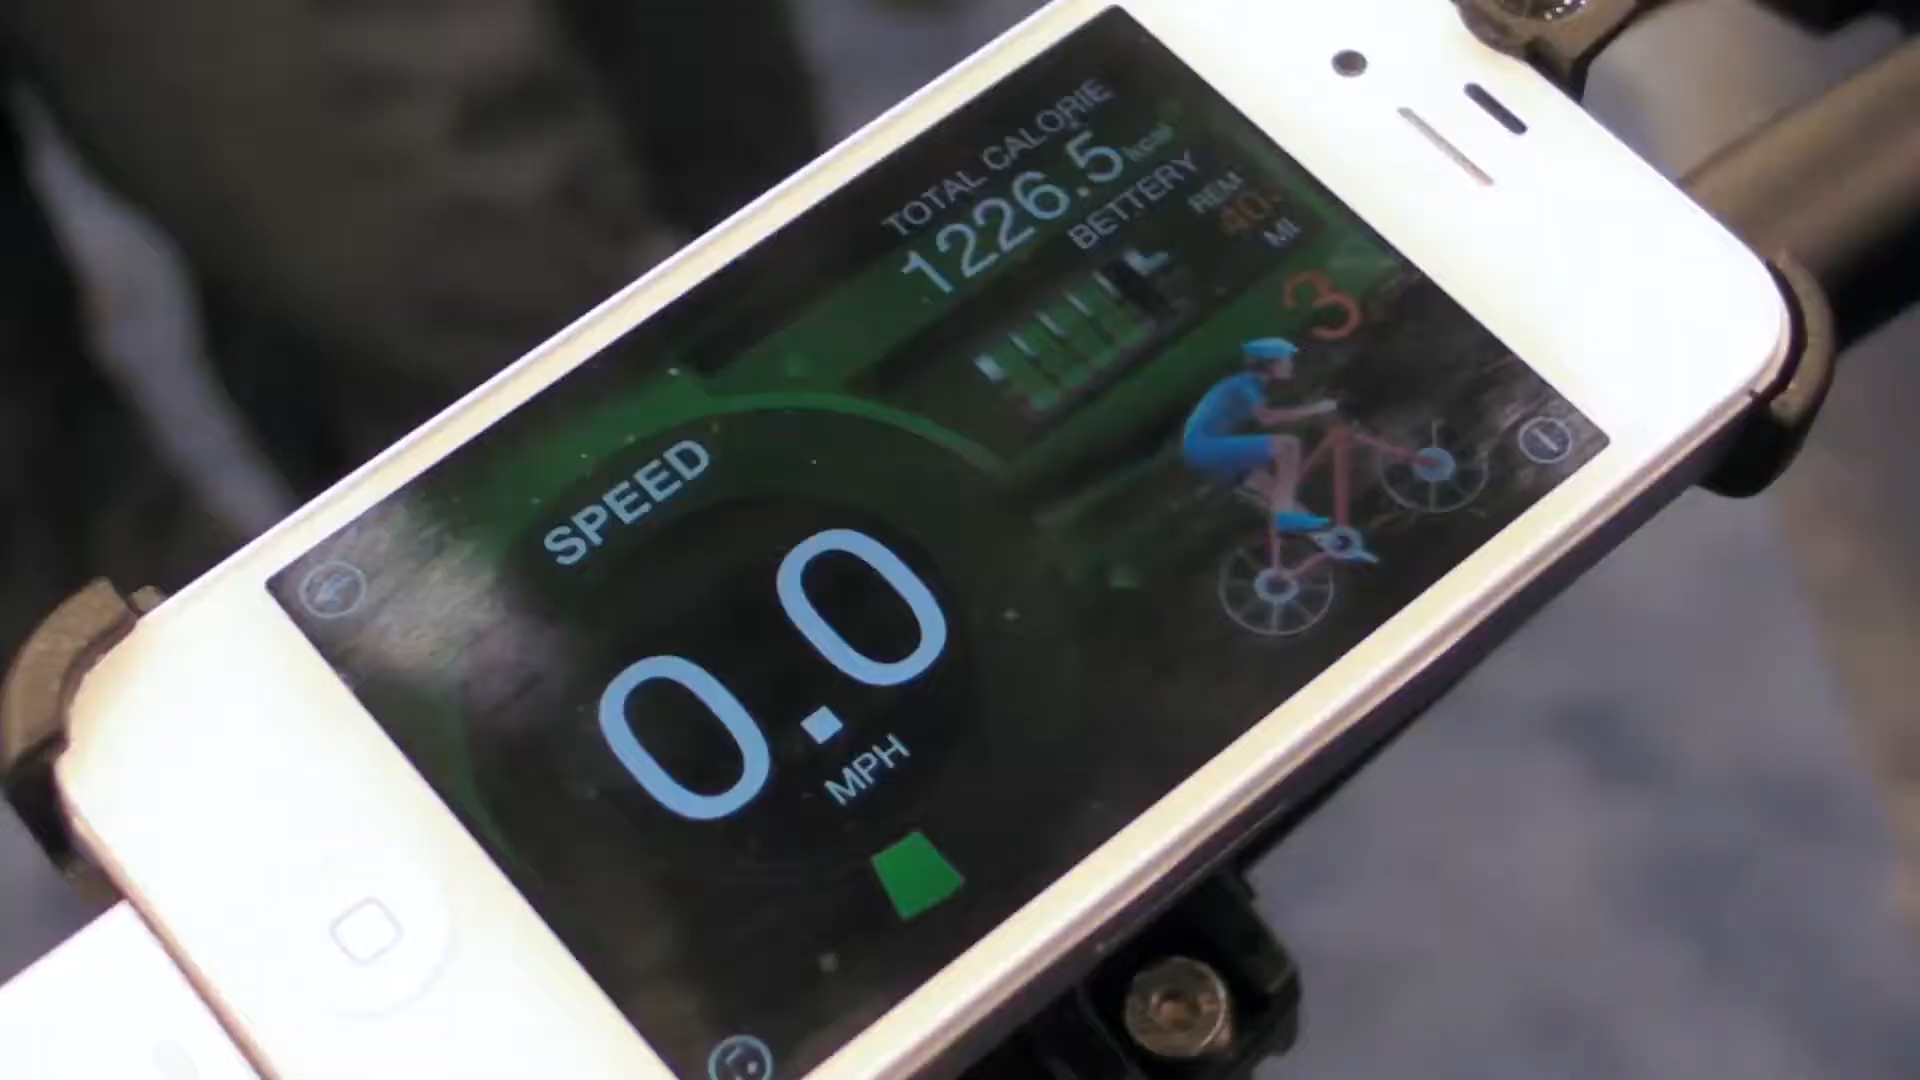 TOTAL CALORIE
1226.5 kcal
BETTERY
REM
40.
MI
3
SPEED
0.0
MPH